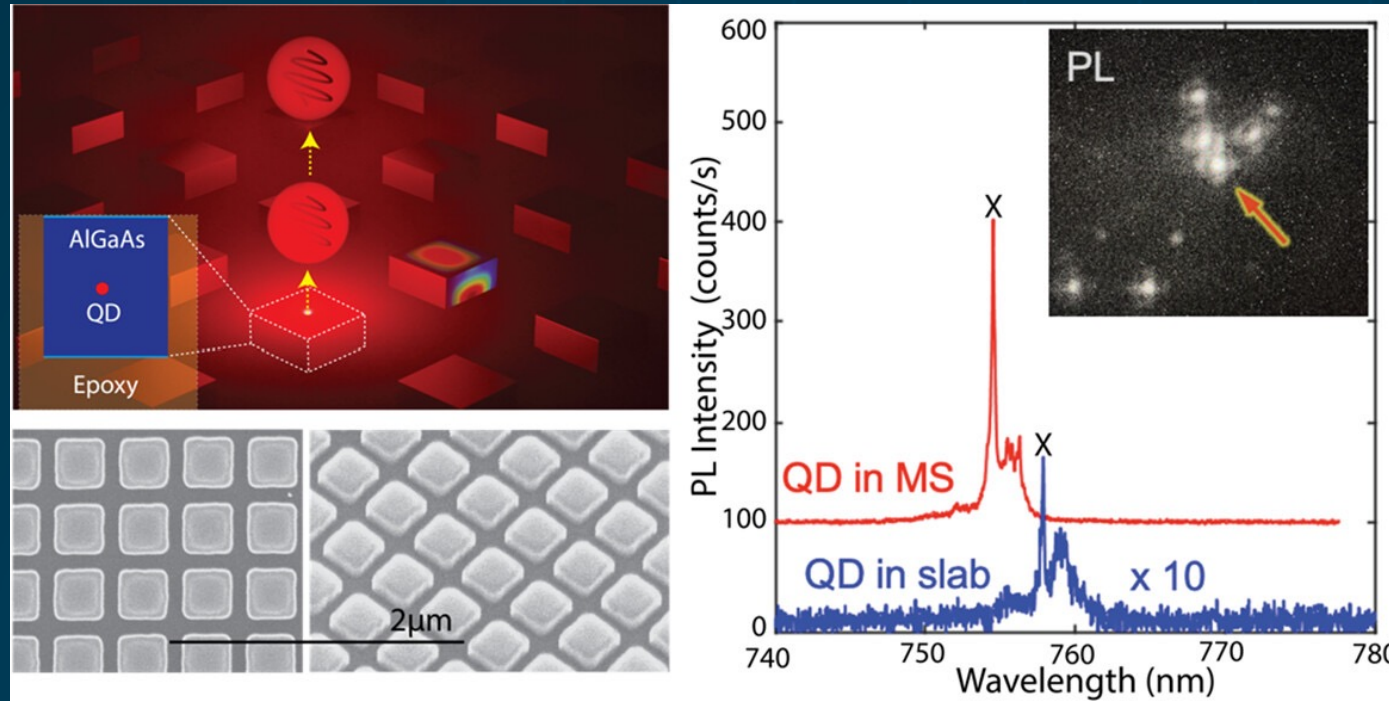 AlGaAs
QD
Epoxy
2μm
PL Intensity (counts/s)
600
500
400
300
200
100
0
PL
X
X
QD in MS
QD in slab
x 10
740
750
760
770
780
Wavelength (nm)